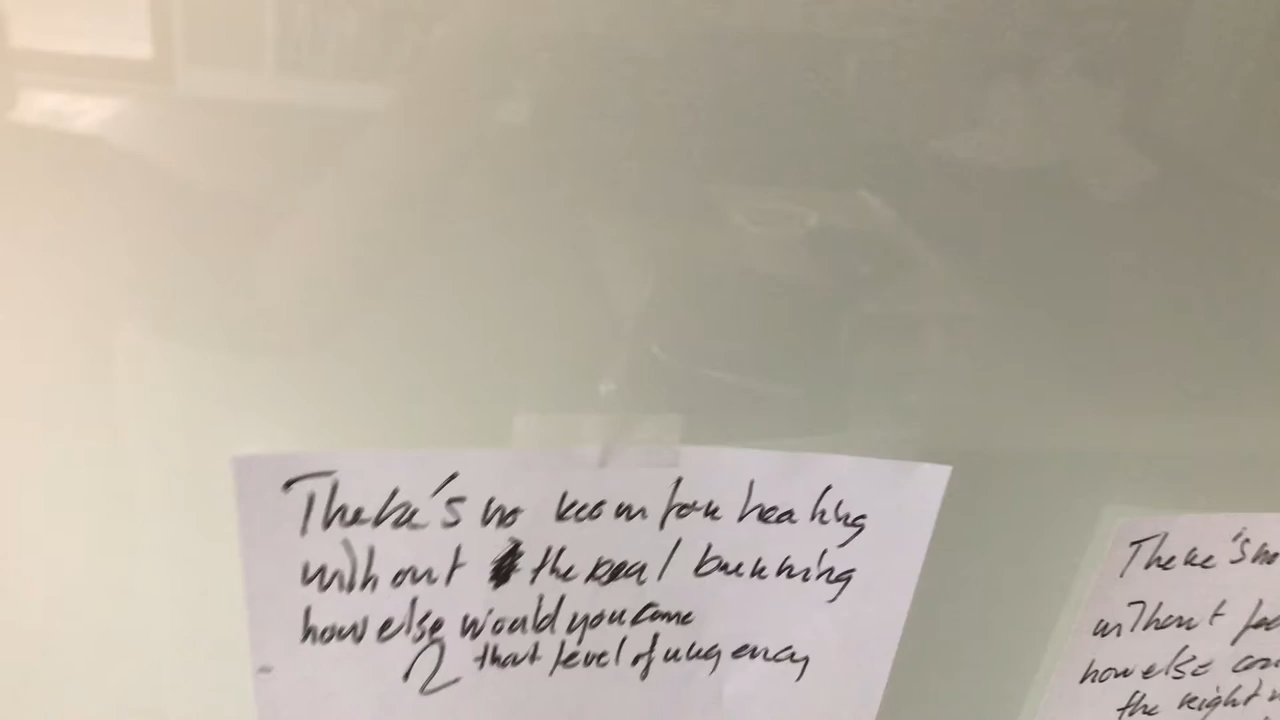 There's no room for healing
without the real burning
how else would you come
2 that level of urgency
There's no
without
how else
the right